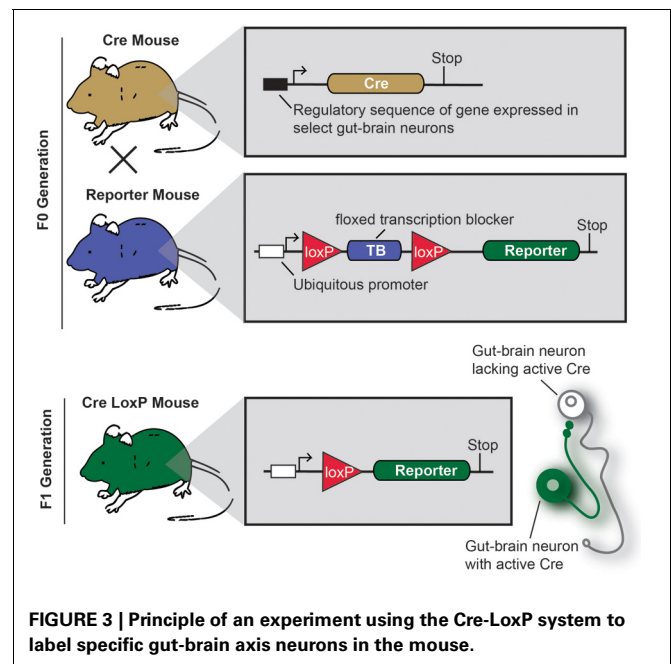 Cre Mouse
Stop
Cre
Regulatory sequence of gene expressed in
select gut-brain neurons
F0 Generation
Reporter Mouse
floxed transcription blocker
Stop
loxP
TB
loxP
Reporter
Ubiquitous promoter
Gut-brain neuron
lacking active Cre
Cre LoxP Mouse
F1 Generation
Stop
loxP
Reporter
Gut-brain neuron
with active Cre
FIGURE 3 | Principle of an experiment using the Cre-LoxP system to
label specific gut-brain axis neurons in the mouse.